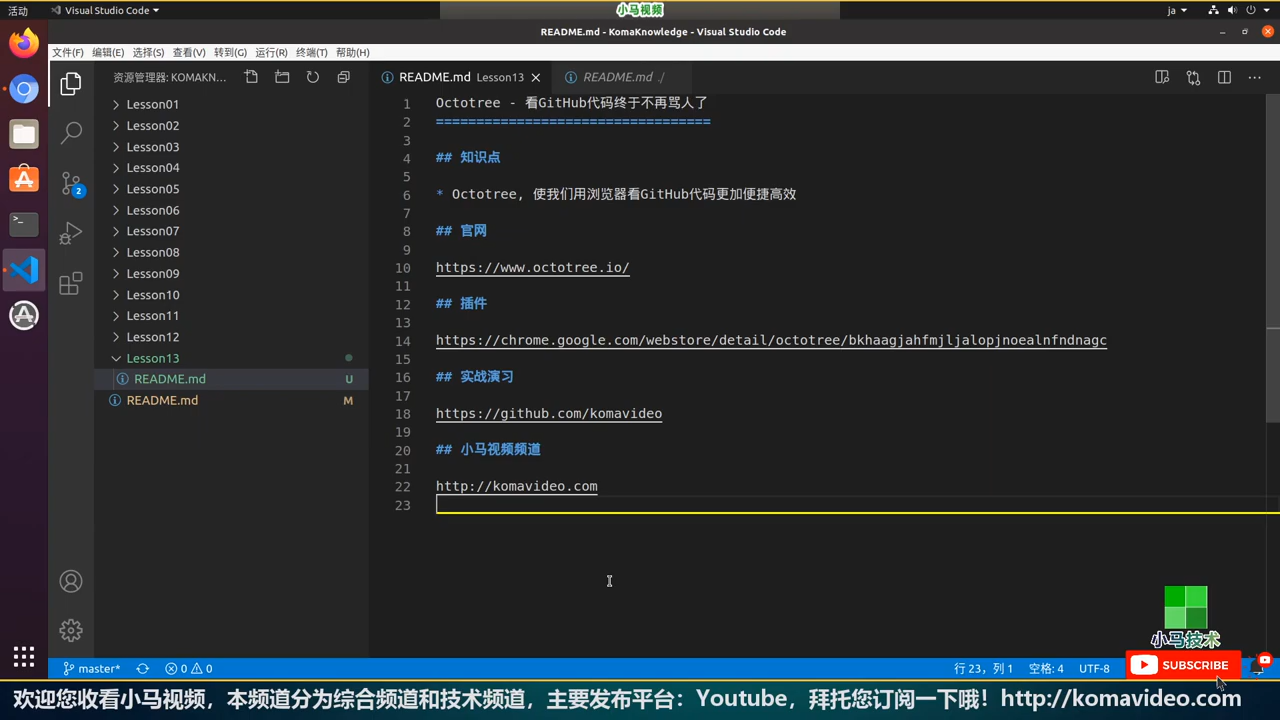 活动
Visual Studio Code
小马视频
ja
README.md - KomaKnowledge - Visual Studio Code
文件(F) 编辑(E) 选择(S) 查看(V) 转到(G) 运行(R) 终端(T) 帮助(H)
资源管理器: KOMAKN...
README.md Lesson13
README.md ./
Lesson01
Lesson02
Lesson03
Lesson04
Lesson05
Lesson06
Lesson07
Lesson08
Lesson09
Lesson10
Lesson11
Lesson12
Lesson13
README.md U
README.md M
2
1 Octotree - 看GitHub代码终于不再骂人了
2 ==================================
3
4 ## 知识点
5
6 * Octotree, 使我们用浏览器看GitHub代码更加便捷高效
7
8 ## 官网
9
10 https://www.octotree.io/
11
12 ## 插件
13
14 https://chrome.google.com/webstore/detail/octotree/bkhaagjahfmjljalopjnoealnfndnagc
15
16 ## 实战演习
17
18 https://github.com/komavideo
19
20 ## 小马视频频道
21
22 http://komavideo.com
23
小马技术
SUBSCRIBE
master* 0 0 行 23, 列 1 空格: 4 UTF-8
欢迎您收看小马视频，本频道分为综合频道和技术频道，主要发布平台：Youtube，拜托您订阅一下哦！http://komavideo.com